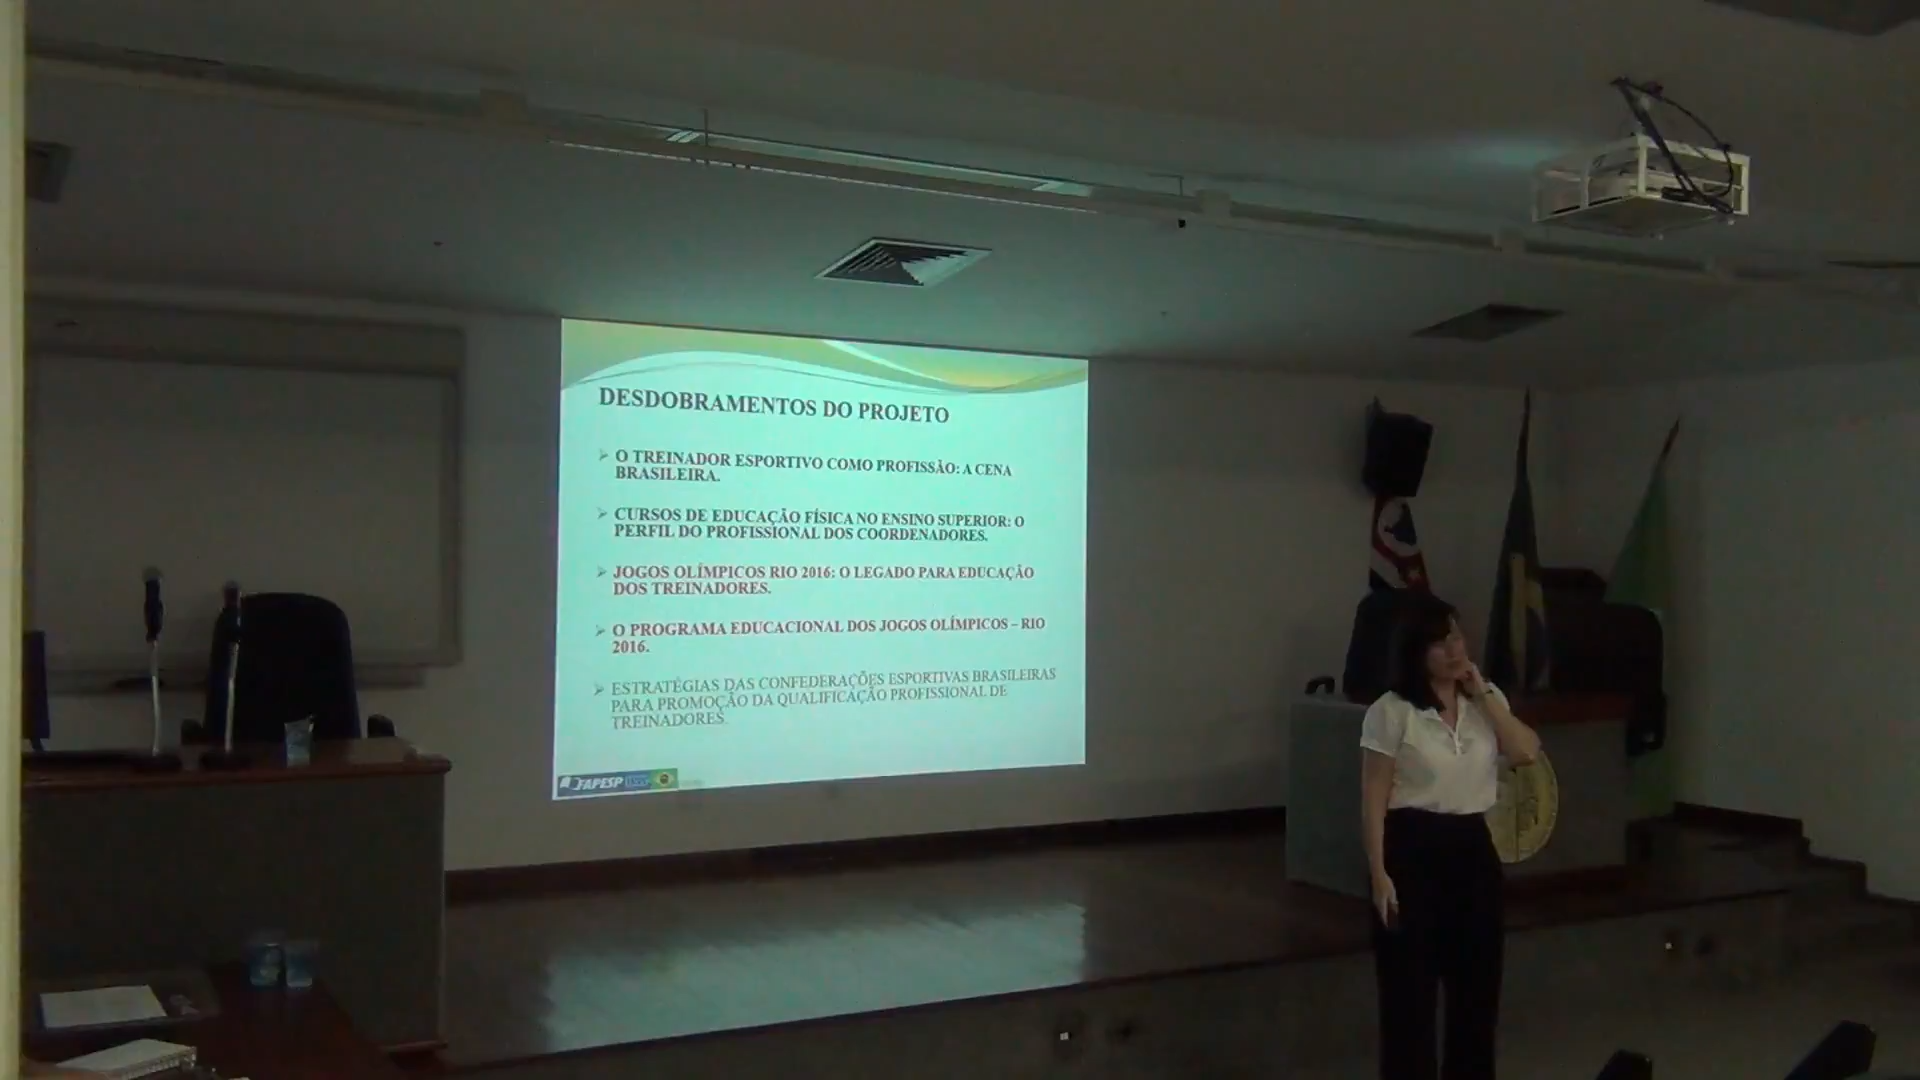 DESDOBRAMENTOS DO PROJETO
O TREINADOR ESPORTIVO COMO PROFISSÃO: A CENA
BRASILEIRA.
CURSOS DE EDUCAÇÃO FÍSICA NO ENSINO SUPERIOR: O
PERFIL DO PROFISSIONAL DOS COORDENADORES.
JOGOS OLÍMPICOS RIO 2016: O LEGADO PARA EDUCAÇÃO
DOS TREINADORES.
O PROGRAMA EDUCACIONAL DOS JOGOS OLÍMPICOS – RIO
2016.
ESTRATÉGIAS DAS CONFEDERAÇÕES ESPORTIVAS BRASILEIRAS
PARA PROMOÇÃO DA QUALIFICAÇÃO PROFISSIONAL DE
TREINADORES.
FAPESP